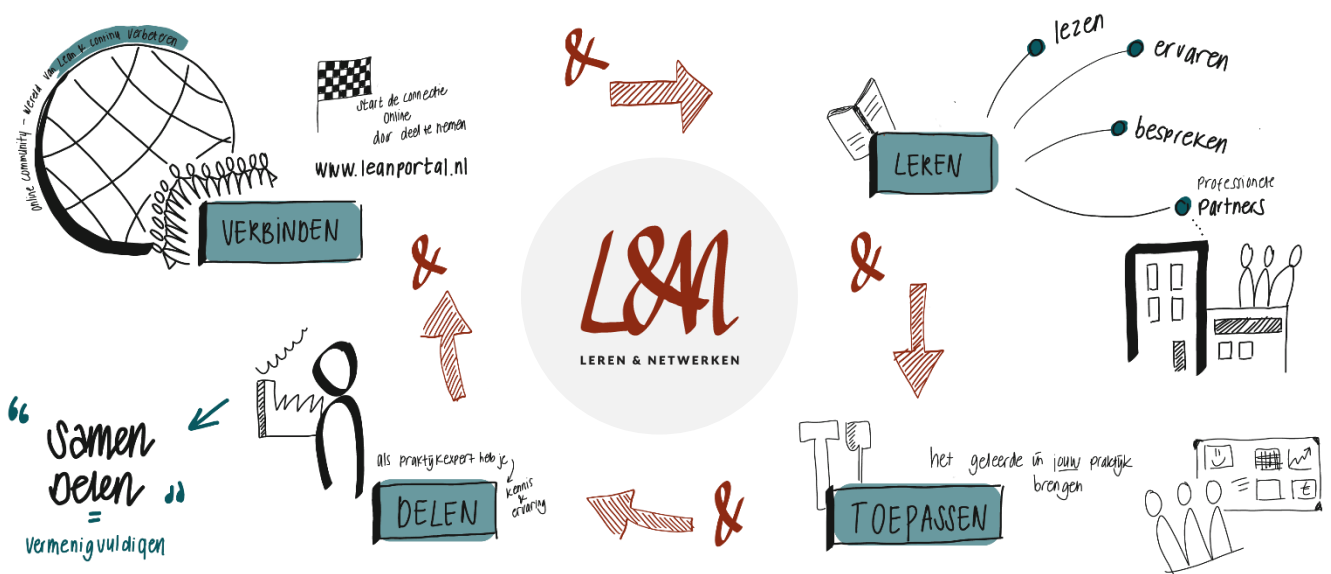 online community - wereld van Lean & continu verbeteren
start de connectie
online
door deel te nemen
www.leanportal.nl
VERBINDEN
&
LEREN
lezen
ervaren
bespreken
Professionele
partners
&
&
L&N
LEREN & NETWERKEN
“ Samen
Delen „
=
vermenigvuldigen
als praktijkexpert heb je
kennis
&
ervaring
DELEN
&
TOEPASSEN
het geleerde in jouw praktijk
brengen